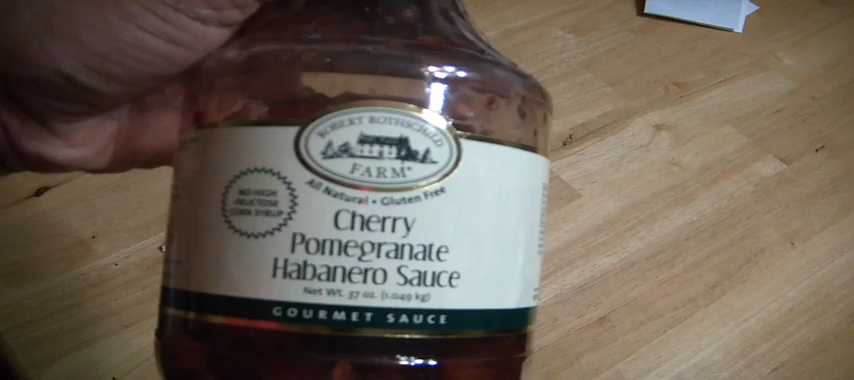 ROBERT ROTHSCHILD
FARM®
All Natural • Gluten Free
NO HIGH
FRUCTOSE
CORN SYRUP
Cherry
Pomegranate
Habanero Sauce
Net Wt. 37 oz. (1.049 kg)
GOURMET SAUCE